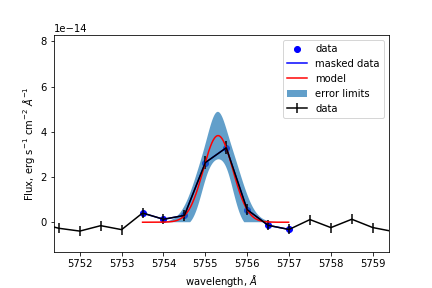 1e−14
8
6
4
2
0
Flux, erg s⁻¹ cm⁻² Å⁻¹
data
masked data
model
error limits
data
5752 5753 5754 5755 5756 5757 5758 5759
wavelength, Å